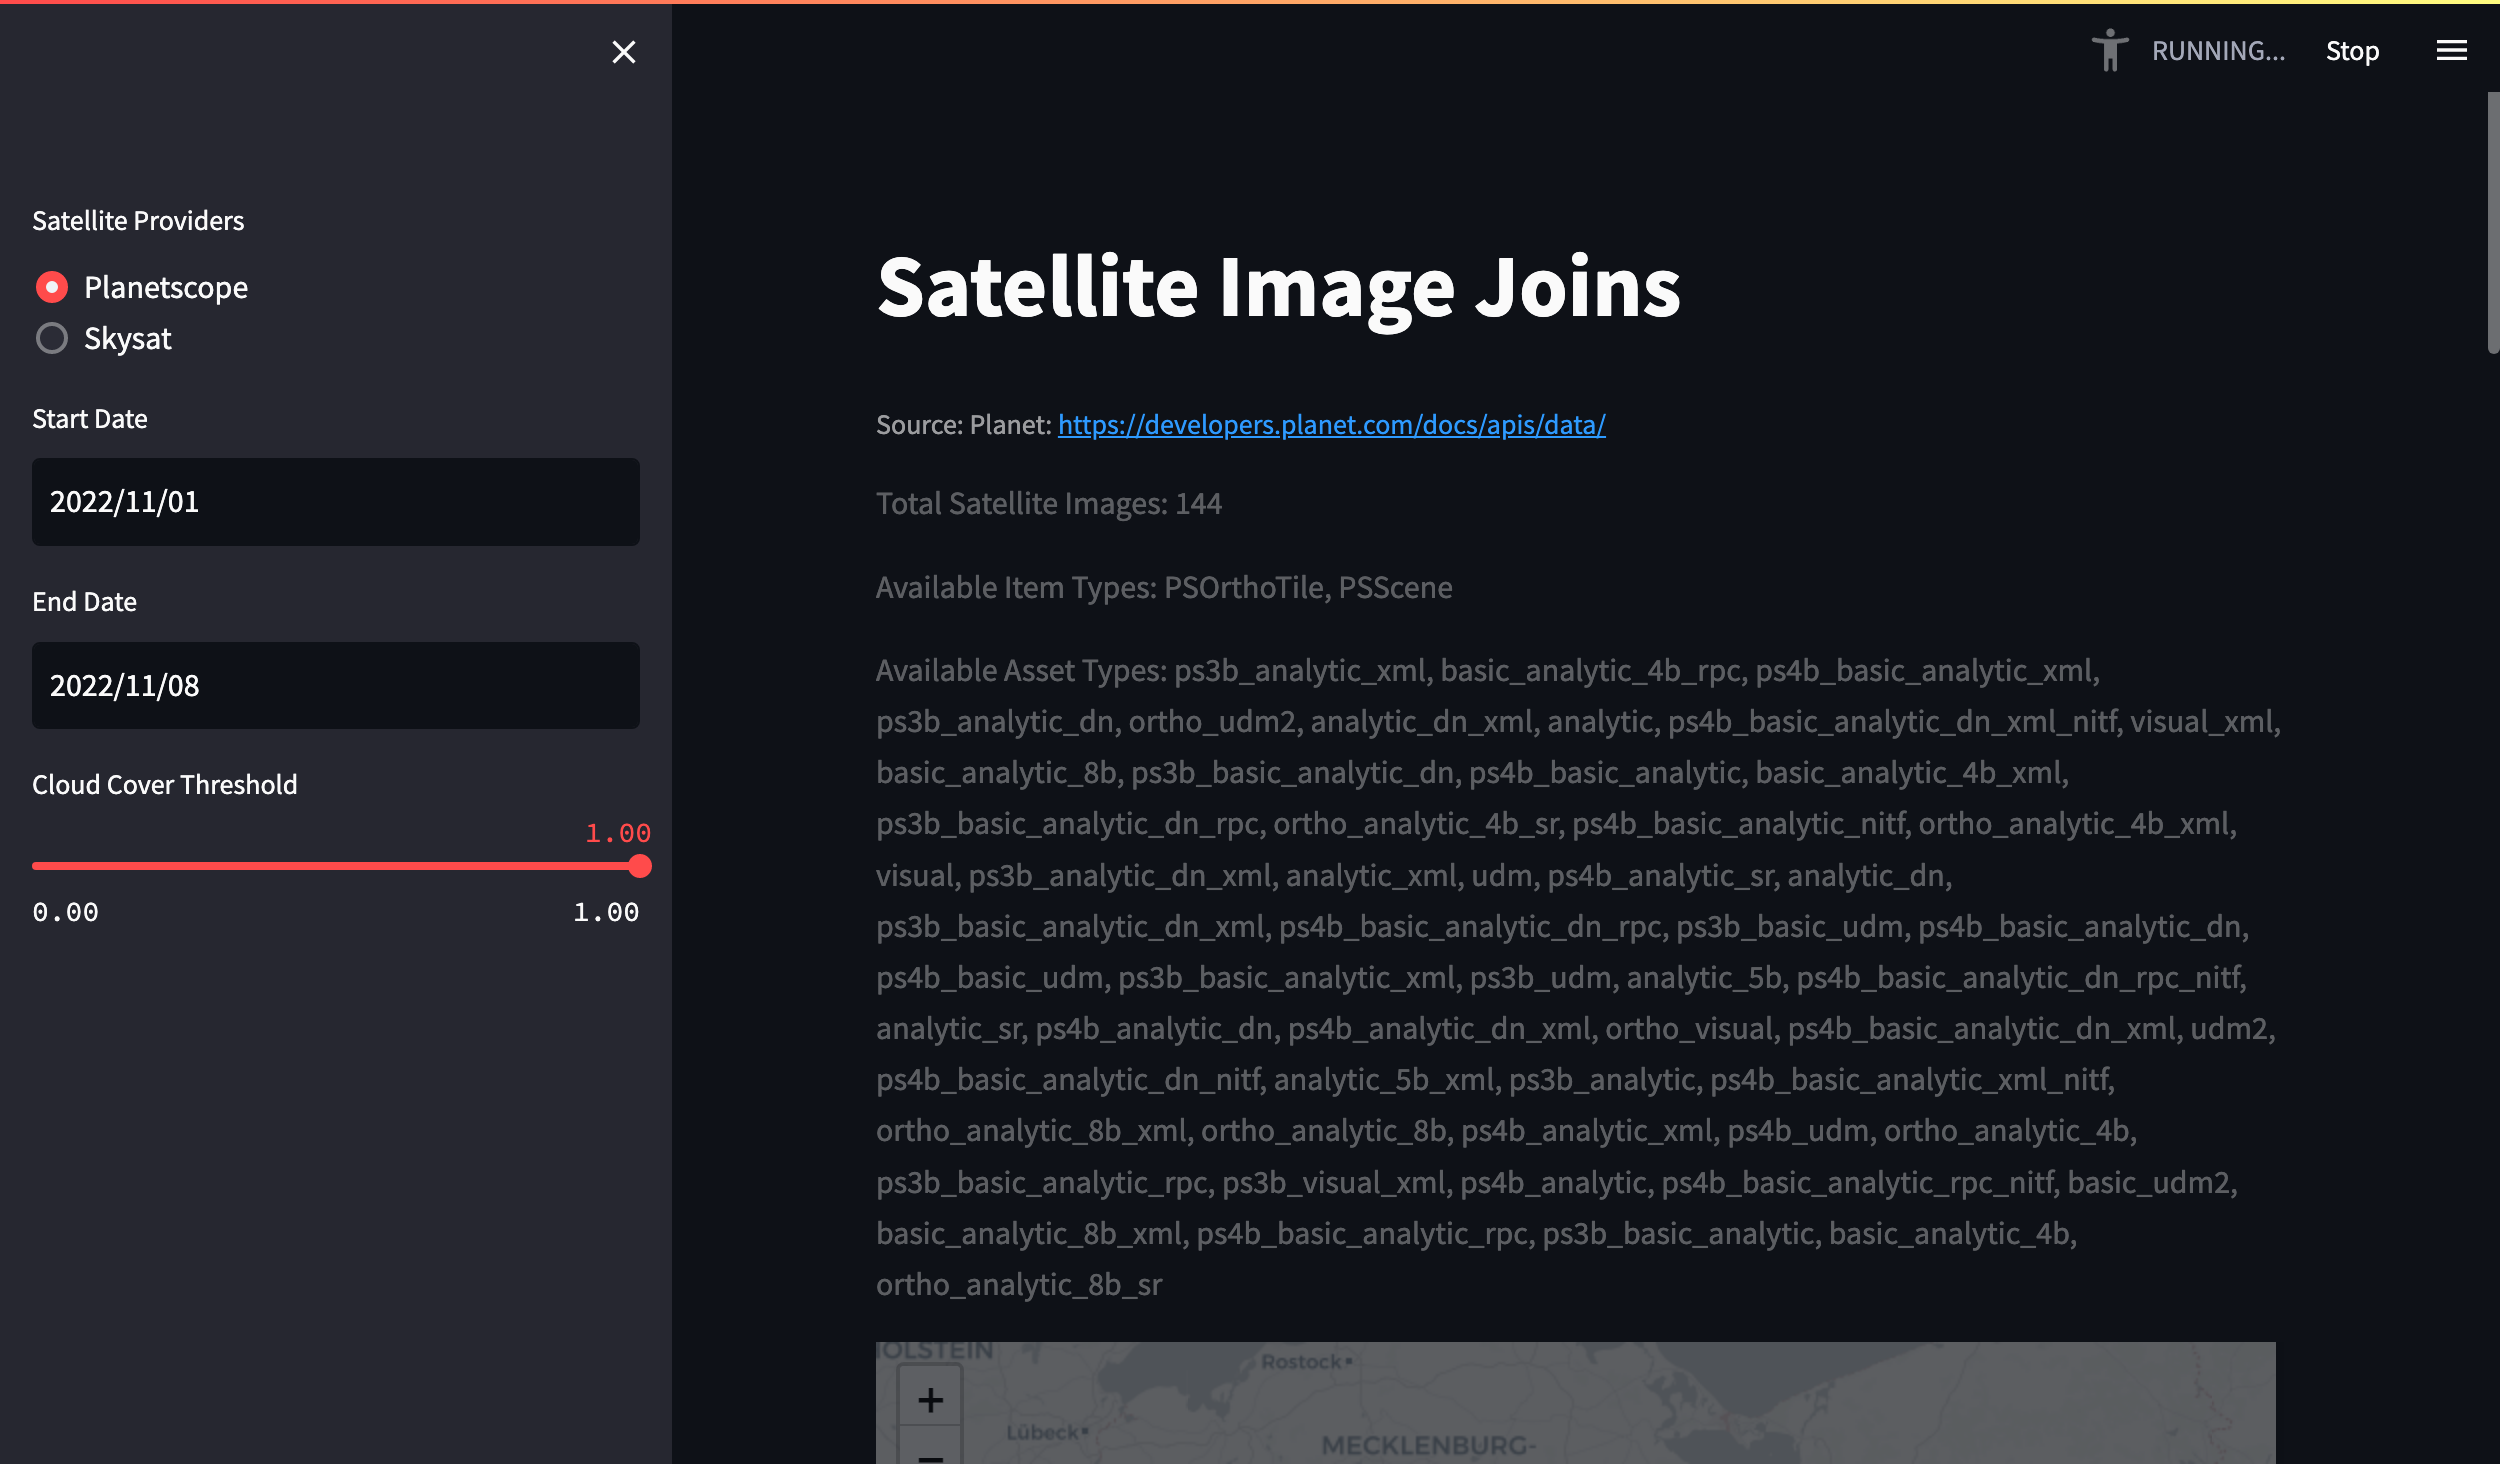 RUNNING...
Stop
Satellite Providers
Planetscope
Skysat
Start Date
2022/11/01
End Date
2022/11/08
Cloud Cover Threshold
1.00
0.00
1.00
Satellite Image Joins
Source: Planet: https://developers.planet.com/docs/apis/data/
Total Satellite Images: 144
Available Item Types: PSOrthoTile, PSScene
Available Asset Types: ps3b_analytic_xml, basic_analytic_4b_rpc, ps4b_basic_analytic_xml,
ps3b_analytic_dn, ortho_udm2, analytic_dn_xml, analytic, ps4b_basic_analytic_dn_xml_nitf, visual_xml,
basic_analytic_8b, ps3b_basic_analytic_dn, ps4b_basic_analytic, basic_analytic_4b_xml,
ps3b_basic_analytic_dn_rpc, ortho_analytic_4b_sr, ps4b_basic_analytic_nitf, ortho_analytic_4b_xml,
visual, ps3b_analytic_dn_xml, analytic_xml, udm, ps4b_analytic_sr, analytic_dn,
ps3b_basic_analytic_dn_xml, ps4b_basic_analytic_dn_rpc, ps3b_basic_udm, ps4b_basic_analytic_dn,
ps4b_basic_udm, ps3b_basic_analytic_xml, ps3b_udm, analytic_5b, ps4b_basic_analytic_dn_rpc_nitf,
analytic_sr, ps4b_analytic_dn, ps4b_analytic_dn_xml, ortho_visual, ps4b_basic_analytic_dn_xml, udm2,
ps4b_basic_analytic_dn_nitf, analytic_5b_xml, ps3b_analytic, ps4b_basic_analytic_xml_nitf,
ortho_analytic_8b_xml, ortho_analytic_8b, ps4b_analytic_xml, ps4b_udm, ortho_analytic_4b,
ps3b_basic_analytic_rpc, ps3b_visual_xml, ps4b_analytic, ps4b_basic_analytic_rpc_nitf, basic_udm2,
basic_analytic_8b_xml, ps4b_basic_analytic_rpc, ps3b_basic_analytic, basic_analytic_4b,
ortho_analytic_8b_sr
OLSTEIN
Rostock
+
Lübeck
MECKLENBURG-
−